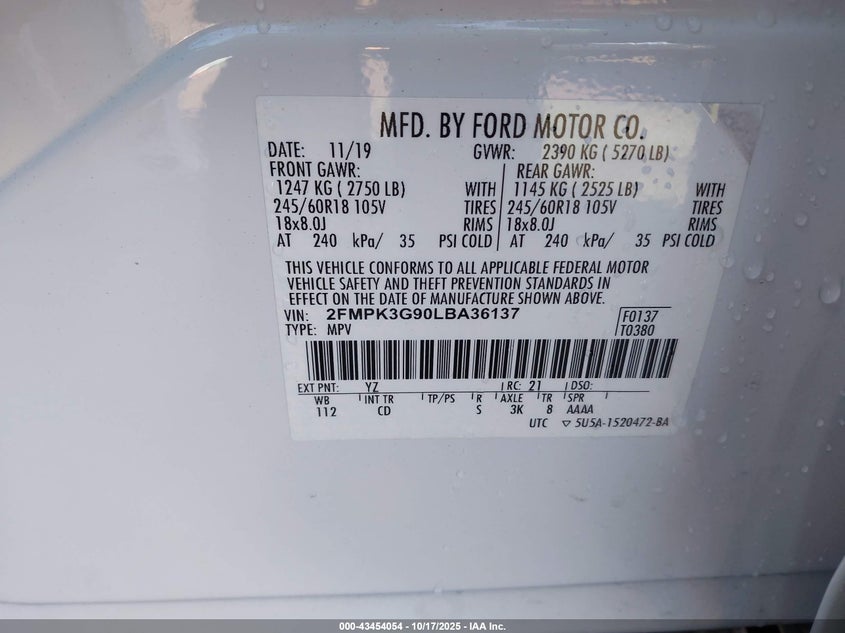 MFD. BY FORD MOTOR CO.
DATE: 11/19 GVWR: 2390 KG ( 5270 LB)
FRONT GAWR: REAR GAWR:
1247 KG ( 2750 LB) WITH 1145 KG ( 2525 LB) WITH
245/60R18 105V TIRES 245/60R18 105V TIRES
18x8.0J RIMS 18x8.0J RIMS
AT 240 kPa/ 35 PSI COLD AT 240 kPa/ 35 PSI COLD
THIS VEHICLE CONFORMS TO ALL APPLICABLE FEDERAL MOTOR
VEHICLE SAFETY AND THEFT PREVENTION STANDARDS IN
EFFECT ON THE DATE OF MANUFACTURE SHOWN ABOVE.
VIN: 2FMPK3G90LBA36137 F0137
TYPE: MPV T0380
EXT PNT: YZ RC: 21 DSO:
WB INT TR TP/PS R AXLE TR SPR
112 CD S 3K 8 AAAA
UTC ▽ 5U5A-1520472-BA
000-43454054 - 10/17/2025 - IAA Inc.